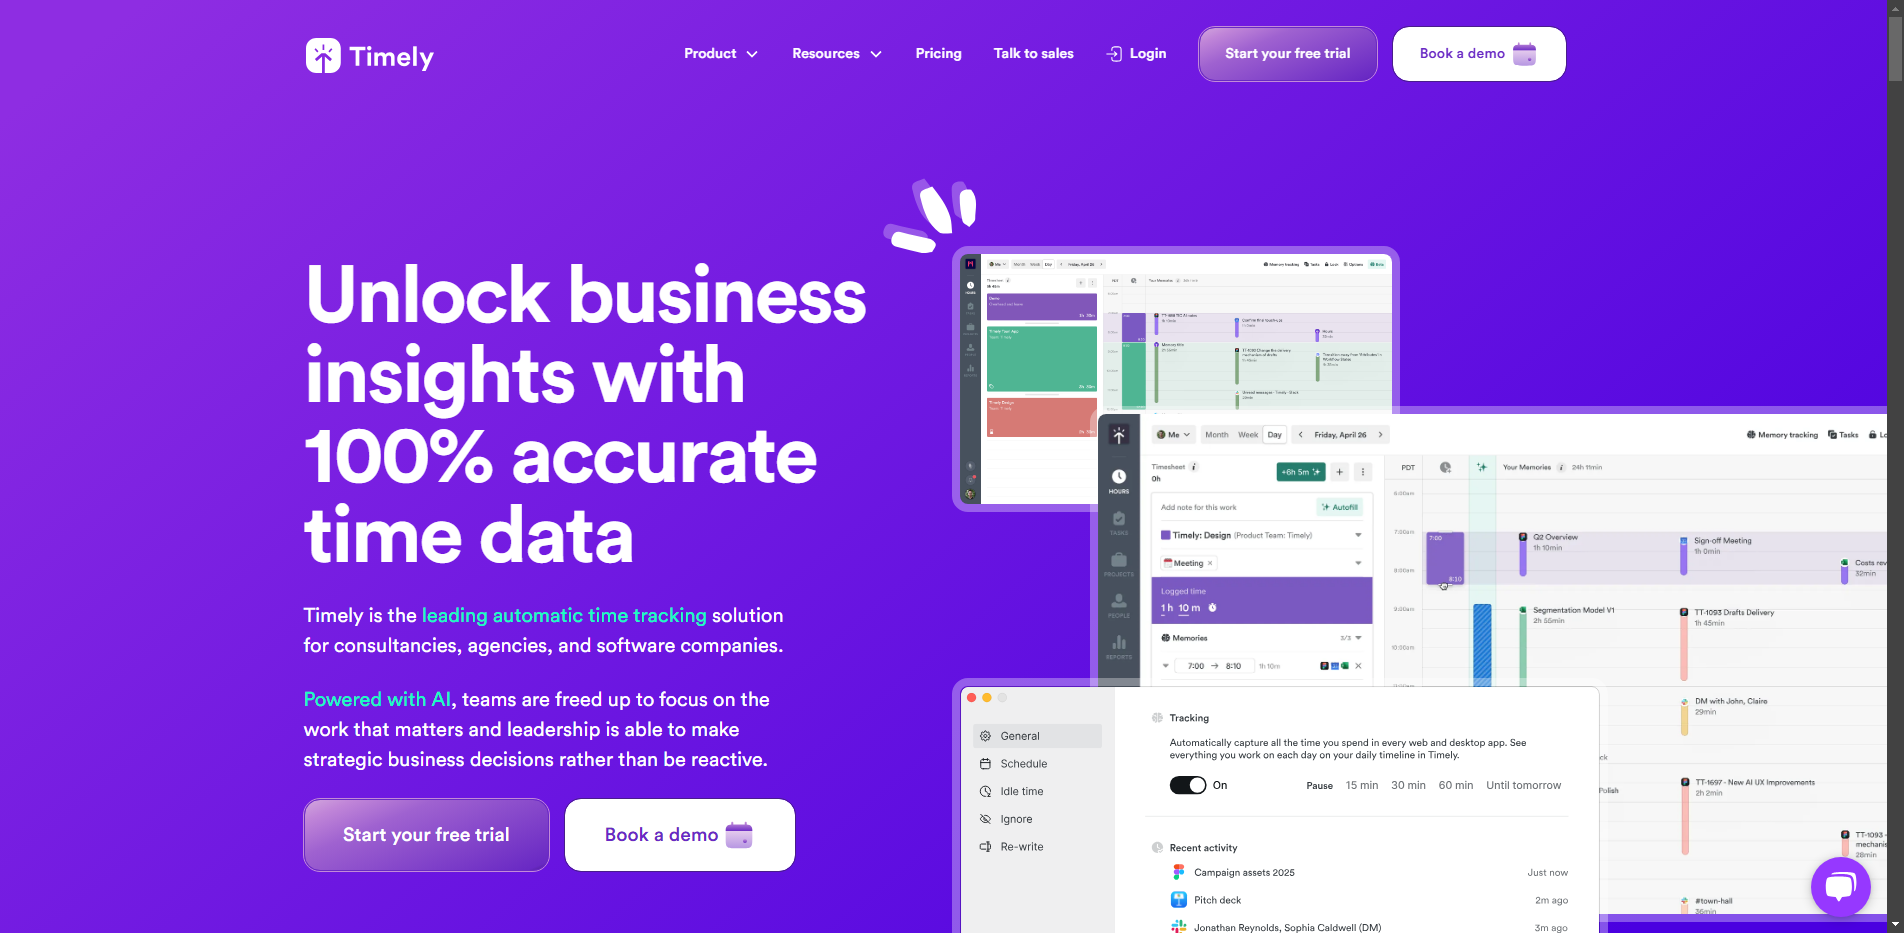 Timely
Product
Resources
Pricing
Talk to sales
Login
Start your free trial
Book a demo
Unlock business
insights with
100% accurate
time data
Timely is the leading automatic time tracking solution
for consultancies, agencies, and software companies.
Powered with AI, teams are freed up to focus on the
work that matters and leadership is able to make
strategic business decisions rather than be reactive.
Start your free trial
Book a demo
Me
Month
Week
Day
Friday, April 26
Memory tracking
Tasks
Me
Month
Week
Day
Friday, April 26
Memory tracking
Tasks
Timesheet
0h
+6h 5m
PDT
Your Memories
24h 11min
HOURS
TASKS
PROJECTS
PEOPLE
REPORTS
Add note for this work
Autofill
Timely: Design (Product Team: Timely)
Meeting
Logged time
1 h 10 m
Memories
3/3
7:00 → 8:10
1h 10m
6:00am
7:00am
8:00am
9:00am
10:00am
7:00
8:10
Q2 Overview
1h 10min
Sign-off Meeting
1h 0min
Costs rev
32min
Segmentation Model V1
2h 55min
TT-1093 Drafts Delivery
1h 45min
DM with John, Claire
29min
TT-1697 - New AI UX Improvements
2h 2min
Polish
TT-1093 -
mechanis
28min
#town-hall
36min
General
Schedule
Idle time
Ignore
Re-write
Tracking
Automatically capture all the time you spend in every web and desktop app. See
everything you work on each day on your daily timeline in Timely.
On
Pause
15 min
30 min
60 min
Until tomorrow
Recent activity
Campaign assets 2025
Just now
Pitch deck
2m ago
Jonathan Reynolds, Sophia Caldwell (DM)
3m ago